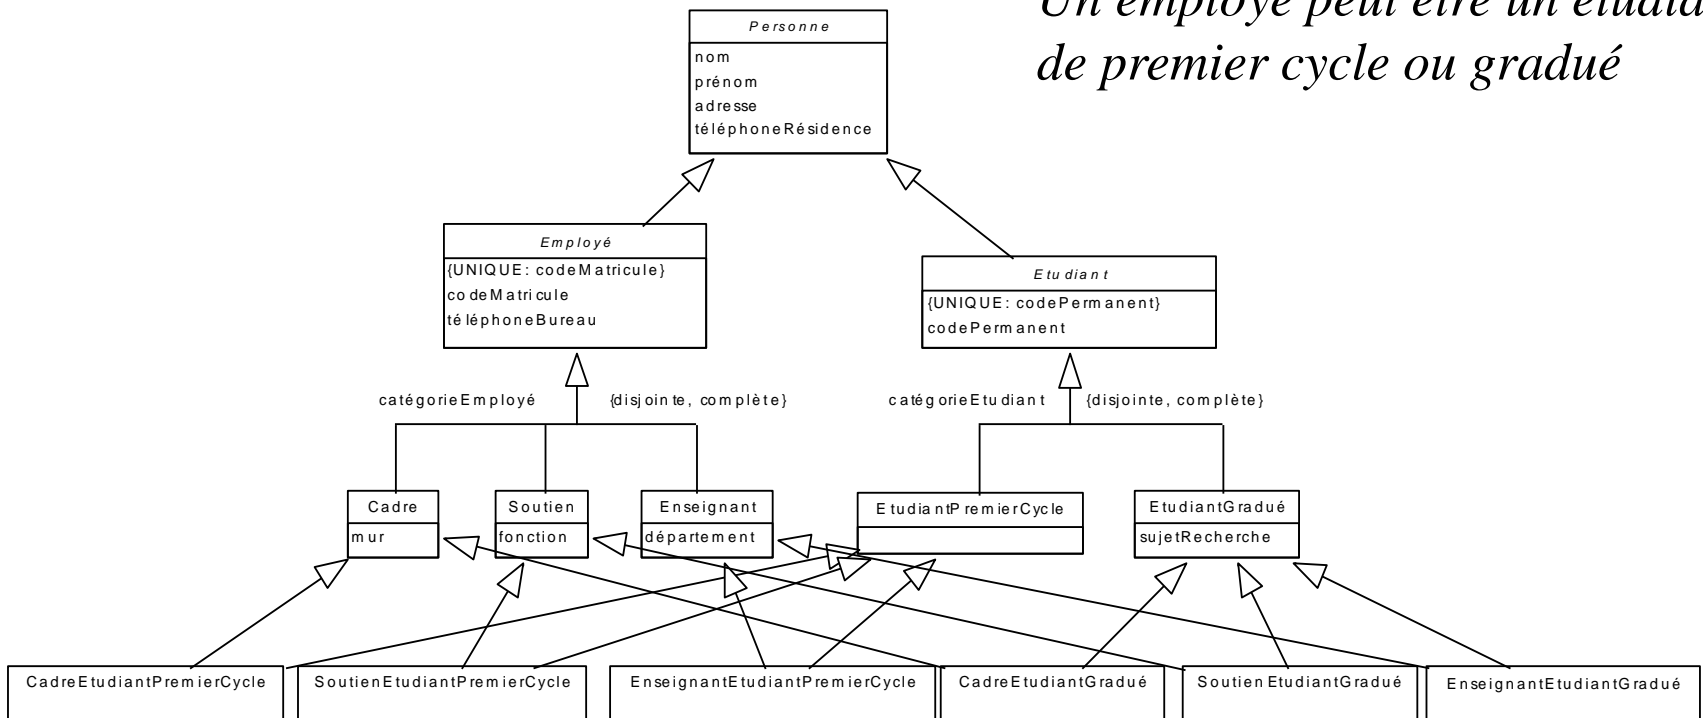 Un employé peut être un étudia
de premier cycle ou gradué
Personne
nom
prénom
adresse
téléphoneRésidence
Employé
{UNIQUE: codeMatricule}
codeMatricule
téléphoneBureau
Etudiant
{UNIQUE: codePermanent}
codePermanent
catégorieEmployé {disjointe, complète}
catégorieEtudiant {disjointe, complète}
Cadre
mur
Soutien
fonction
Enseignant
département
EtudiantPremierCycle
EtudiantGradué
sujetRecherche
CadreEtudiantPremierCycle
SoutienEtudiantPremierCycle
EnseignantEtudiantPremierCycle
CadreEtudiantGradué
SoutienEtudiantGradué
EnseignantEtudiantGradué